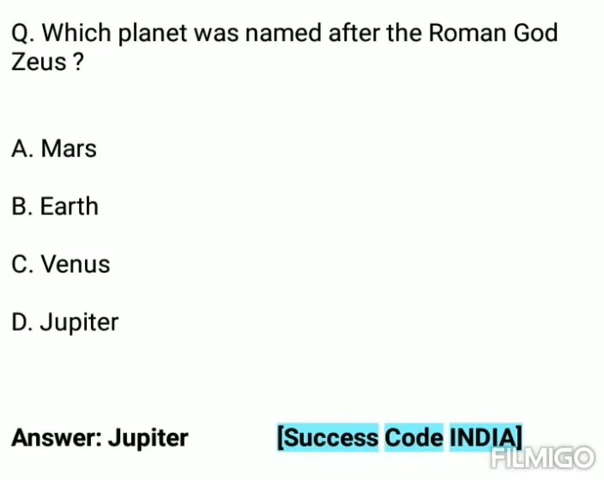 Q. Which planet was named after the Roman God
Zeus ?
A. Mars
B. Earth
C. Venus
D. Jupiter
Answer: Jupiter [Success Code INDIA]
FILMIGO